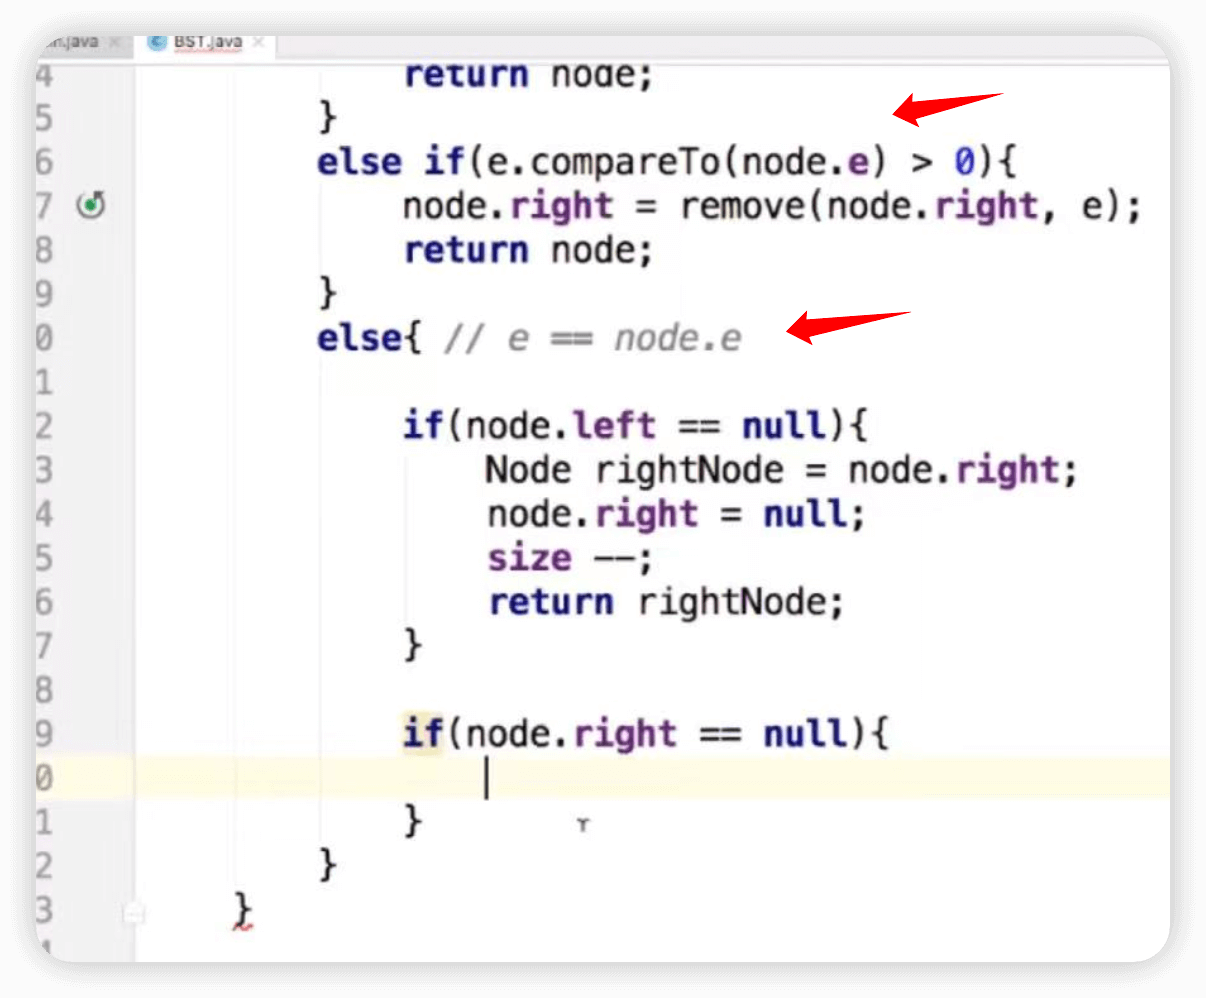 BST.java
4 return node;
5 }
6 else if(e.compareTo(node.e) > 0){
7 node.right = remove(node.right, e);
8 return node;
9 }
0 else{ // e == node.e
1
2 if(node.left == null){
3 Node rightNode = node.right;
4 node.right = null;
5 size --;
6 return rightNode;
7 }
8
9 if(node.right == null){
0
1 }
2 }
3 }